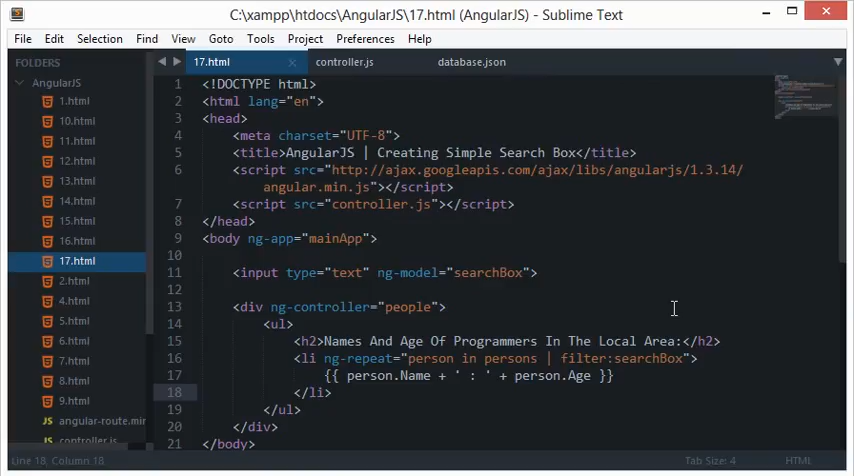 C:\xampp\htdocs\AngularJS\17.html (AngularJS) - Sublime Text
File Edit Selection Find View Goto Tools Project Preferences Help
FOLDERS
AngularJS
1.html
10.html
11.html
12.html
13.html
14.html
15.html
16.html
17.html
2.html
4.html
5.html
6.html
7.html
8.html
9.html
angular-route.min
controller.js
17.html controller.js database.json
1 <!DOCTYPE html>
2 <html lang="en">
3 <head>
4 <meta charset="UTF-8">
5 <title>AngularJS | Creating Simple Search Box</title>
6 <script src="http://ajax.googleapis.com/ajax/libs/angularjs/1.3.14/
angular.min.js"></script>
7 <script src="controller.js"></script>
8 </head>
9 <body ng-app="mainApp">
10
11 <input type="text" ng-model="searchBox">
12
13 <div ng-controller="people">
14 <ul>
15 <h2>Names And Age Of Programmers In The Local Area:</h2>
16 <li ng-repeat="person in persons | filter:searchBox">
17 {{ person.Name + ' : ' + person.Age }}
18 </li>
19 </ul>
20 </div>
21 </body>
Line 18, Column 18 Tab Size: 4 HTML